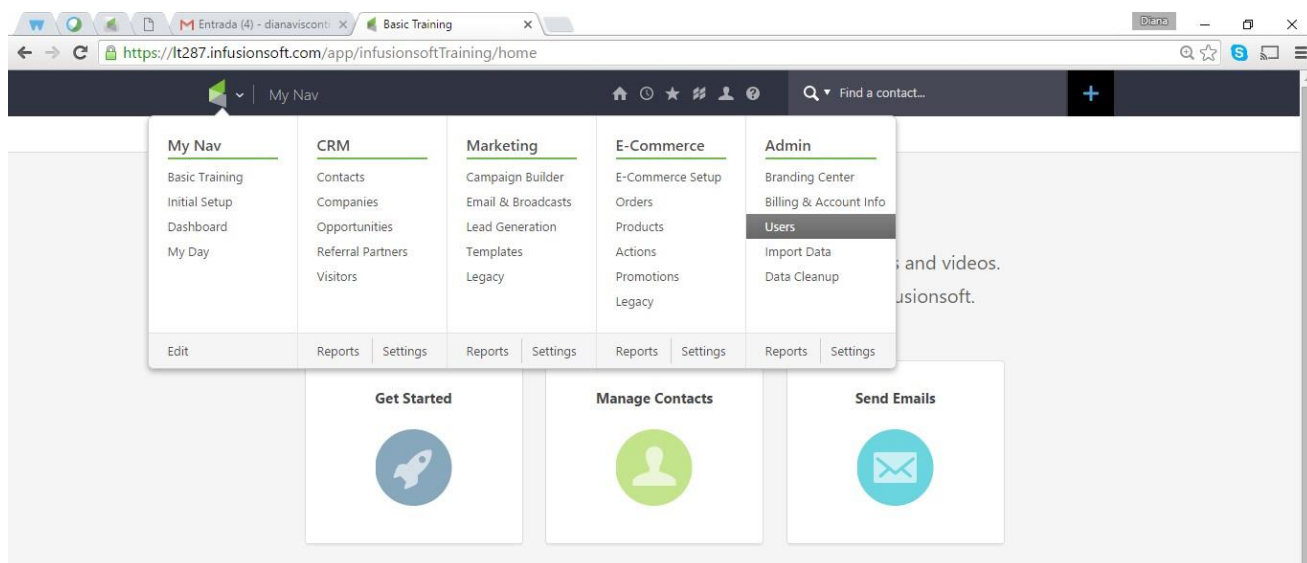 Entrada (4) - dianavisconti
Basic Training
Diana
https://lt287.infusionsoft.com/app/infusionsoftTraining/home
My Nav
Find a contact...
My Nav
Basic Training
Initial Setup
Dashboard
My Day
Edit
CRM
Contacts
Companies
Opportunities
Referral Partners
Visitors
Reports Settings
Marketing
Campaign Builder
Email & Broadcasts
Lead Generation
Templates
Legacy
Reports Settings
E-Commerce
E-Commerce Setup
Orders
Products
Actions
Promotions
Legacy
Reports Settings
Admin
Branding Center
Billing & Account Info
Users
Import Data
Data Cleanup
Reports Settings
and videos.
usionsoft.
Get Started
Manage Contacts
Send Emails